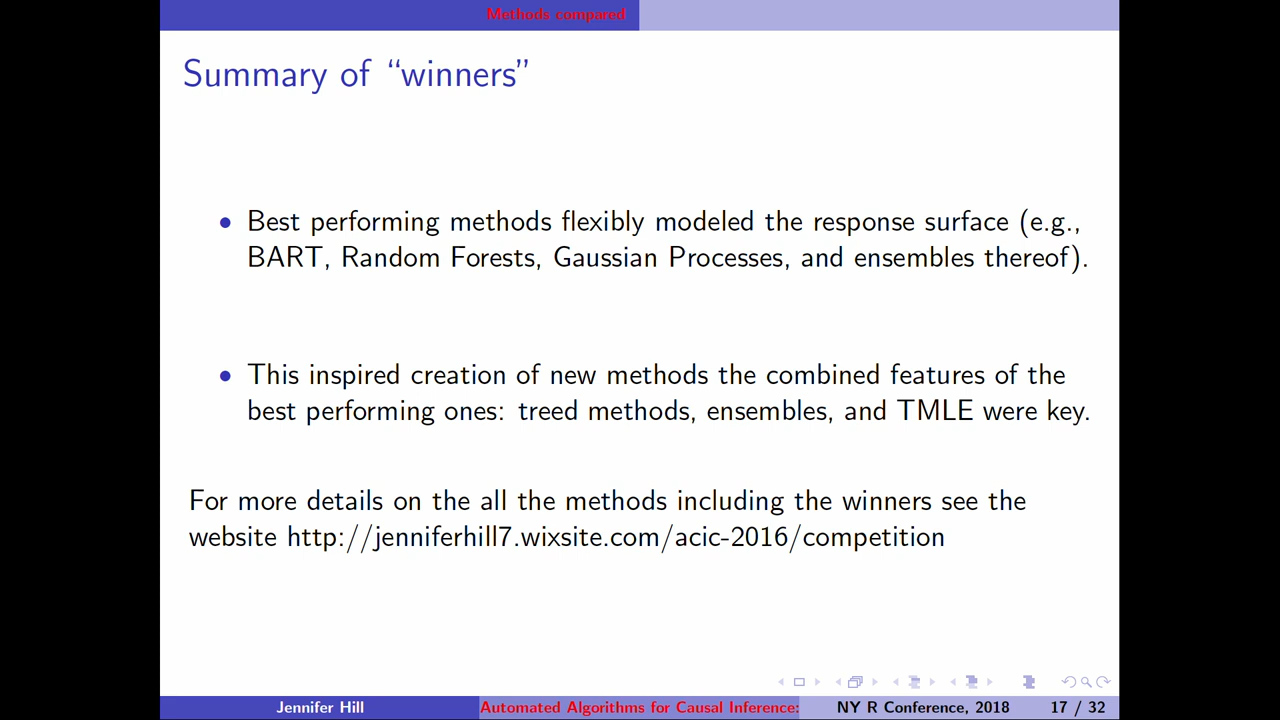 Methods compared
Summary of “winners”
• Best performing methods flexibly modeled the response surface (e.g.,
BART, Random Forests, Gaussian Processes, and ensembles thereof).
• This inspired creation of new methods the combined features of the
best performing ones: treed methods, ensembles, and TMLE were key.
For more details on the all the methods including the winners see the
website http://jenniferhill7.wixsite.com/acic-2016/competition
Jennifer Hill Automated Algorithms for Causal Inference: NY R Conference, 2018 17 / 32